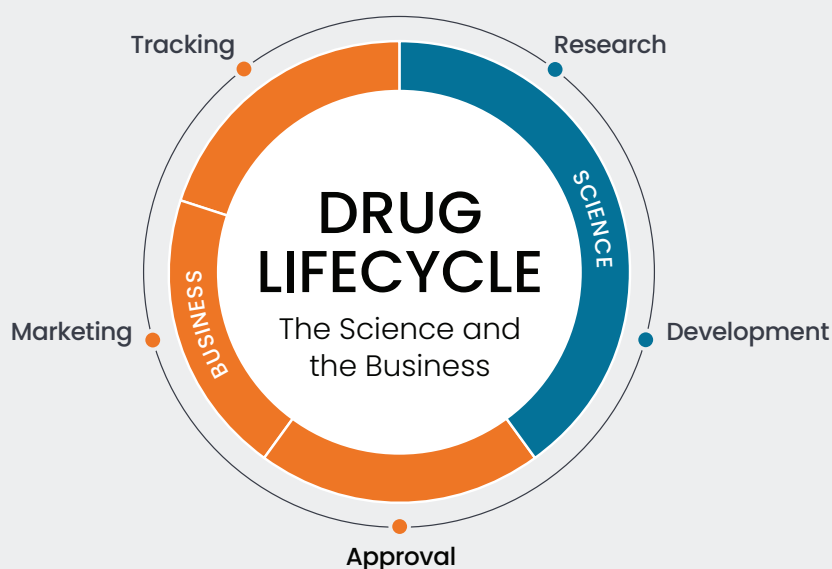 Tracking
Research
SCIENCE
DRUG
LIFECYCLE
The Science and
the Business
BUSINESS
Marketing
Development
Approval